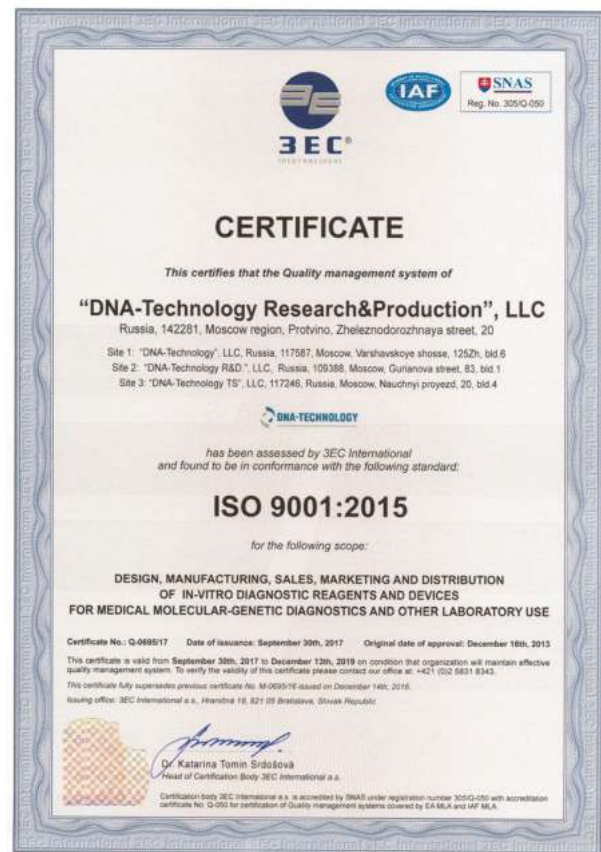 3EC International 3EC International 3EC International 3EC International
3EC®
INTERNATIONAL
IAF
SNAS
Reg. No. 305/Q-050
CERTIFICATE
This certifies that the Quality management system of
“DNA-Technology Research&Production”, LLC
Russia, 142281, Moscow region, Protvino, Zheleznodorozhnaya street, 20
Site 1: "DNA-Technology", LLC, Russia, 117587, Moscow, Varshavskoye shosse, 125Zh, bld.6
Site 2: "DNA-Technology R&D.", LLC, Russia, 109388, Moscow, Gurianova street, 83, bld.1
Site 3: "DNA-Technology TS", LLC, 117246, Russia, Moscow, Nauchnyi proyezd, 20, bld.4
DNA-TECHNOLOGY
has been assessed by 3EC International
and found to be in conformance with the following standard:
ISO 9001:2015
for the following scope:
DESIGN, MANUFACTURING, SALES, MARKETING AND DISTRIBUTION
OF IN-VITRO DIAGNOSTIC REAGENTS AND DEVICES
FOR MEDICAL MOLECULAR-GENETIC DIAGNOSTICS AND OTHER LABORATORY USE
Certificate No.: Q-0695/17 Date of issuance: September 30th, 2017 Original date of approval: December 16th, 2013
This certificate is valid from September 30th, 2017 to December 13th, 2019 on condition that organization will maintain effective
quality management system. To verify the validity of this certificate please contact our office at: +421 (0)2 5831 8343.
This certificate fully supersedes previous certificate No. M-0693/16 issued on December 14th, 2016.
Issuing office: 3EC International a.s., Hraničná 18, 821 05 Bratislava, Slovak Republic
Dr. Katarina Tomin Srdošová
Head of Certification Body 3EC International a.s.
Certification body 3EC International a.s. is accredited by SNAS under registration number 305/Q-050 with accreditation
certificate No. Q-050 for certification of Quality management systems covered by EA MLA and IAF MLA.